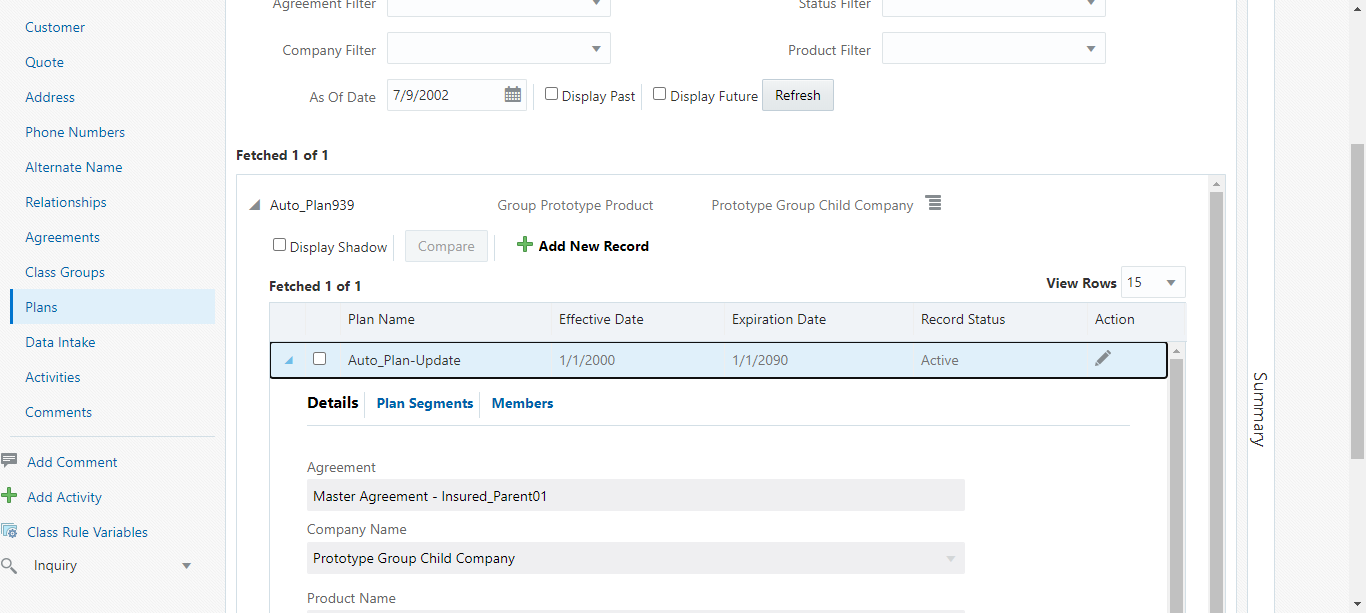 Customer
Quote
Address
Phone Numbers
Alternate Name
Relationships
Agreements
Class Groups
Plans
Data Intake
Activities
Comments
Add Comment
Add Activity
Class Rule Variables
Inquiry
Agreement Filter
Status Filter
Company Filter
Product Filter
As Of Date 7/9/2002 Display Past Display Future Refresh
Fetched 1 of 1
Auto_Plan939 Group Prototype Product Prototype Group Child Company
Display Shadow Compare Add New Record
Fetched 1 of 1 View Rows 15
Plan Name Effective Date Expiration Date Record Status Action
Auto_Plan-Update 1/1/2000 1/1/2090 Active
Details Plan Segments Members
Agreement
Master Agreement - Insured_Parent01
Company Name
Prototype Group Child Company
Product Name
Summary